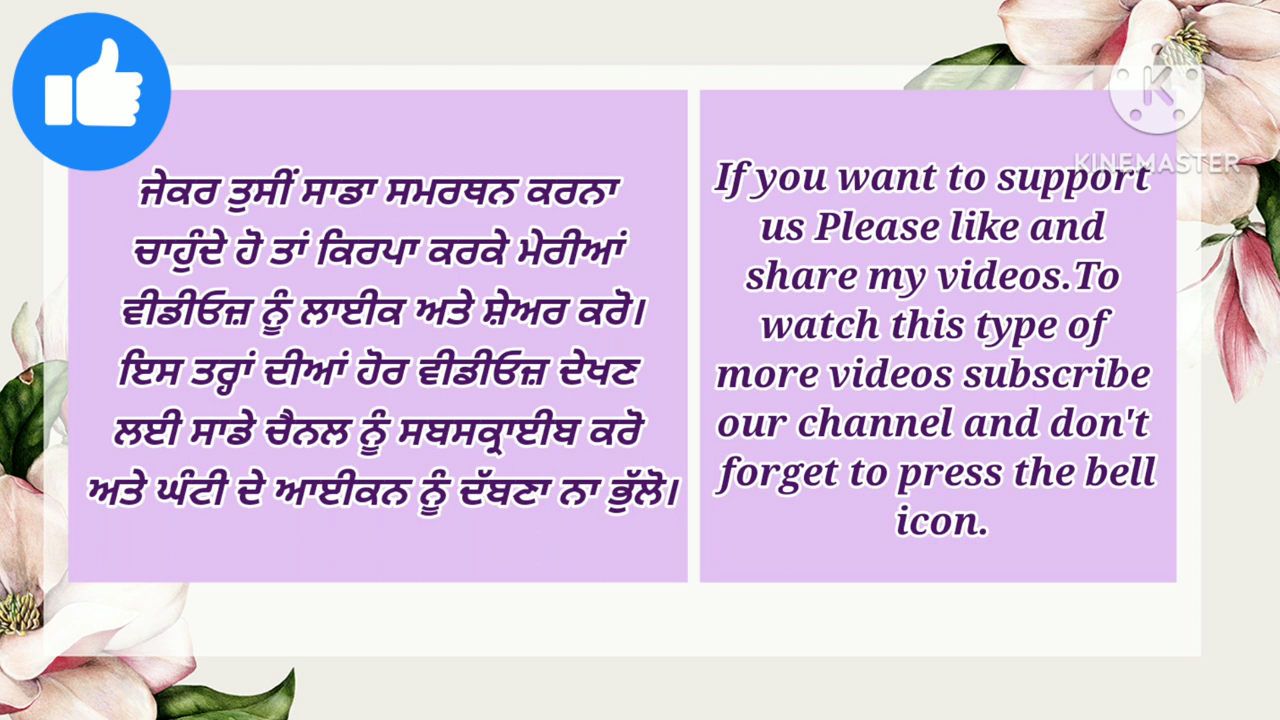 ਜੇਕਰ ਤੁਸੀਂ ਸਾਡਾ ਸਮਰਥਨ ਕਰਨਾ
ਚਾਹੁੰਦੇ ਹੋ ਤਾਂ ਕਿਰਪਾ ਕਰਕੇ ਮੇਰੀਆਂ
ਵੀਡੀਓਜ਼ ਨੂੰ ਲਾਈਕ ਅਤੇ ਸ਼ੇਅਰ ਕਰੋ।
ਇਸ ਤਰ੍ਹਾਂ ਦੀਆਂ ਹੋਰ ਵੀਡੀਓਜ਼ ਦੇਖਣ
ਲਈ ਸਾਡੇ ਚੈਨਲ ਨੂੰ ਸਬਸਕ੍ਰਾਈਬ ਕਰੋ
ਅਤੇ ਘੰਟੀ ਦੇ ਆਈਕਨ ਨੂੰ ਦੱਬਣਾ ਨਾ ਭੁੱਲੋ।
If you want to support
us Please like and
share my videos.To
watch this type of
more videos subscribe
our channel and don't
forget to press the bell
icon.
K
KINEMASTER